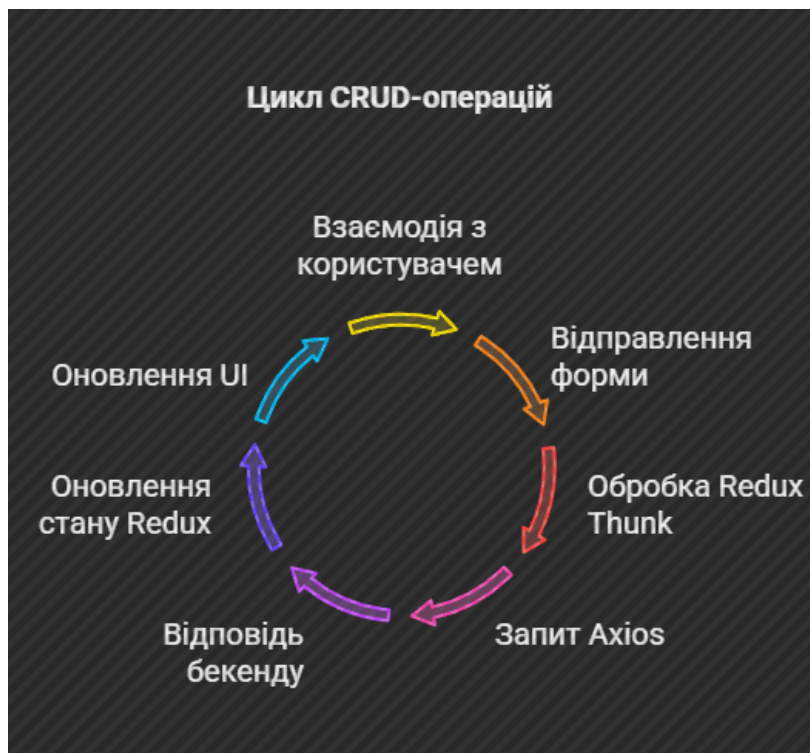 Цикл CRUD-операцій
Взаємодія з
користувачем
Відправлення
форми
Обробка Redux
Thunk
Запит Axios
Відповідь
бекенду
Оновлення
стану Redux
Оновлення UI